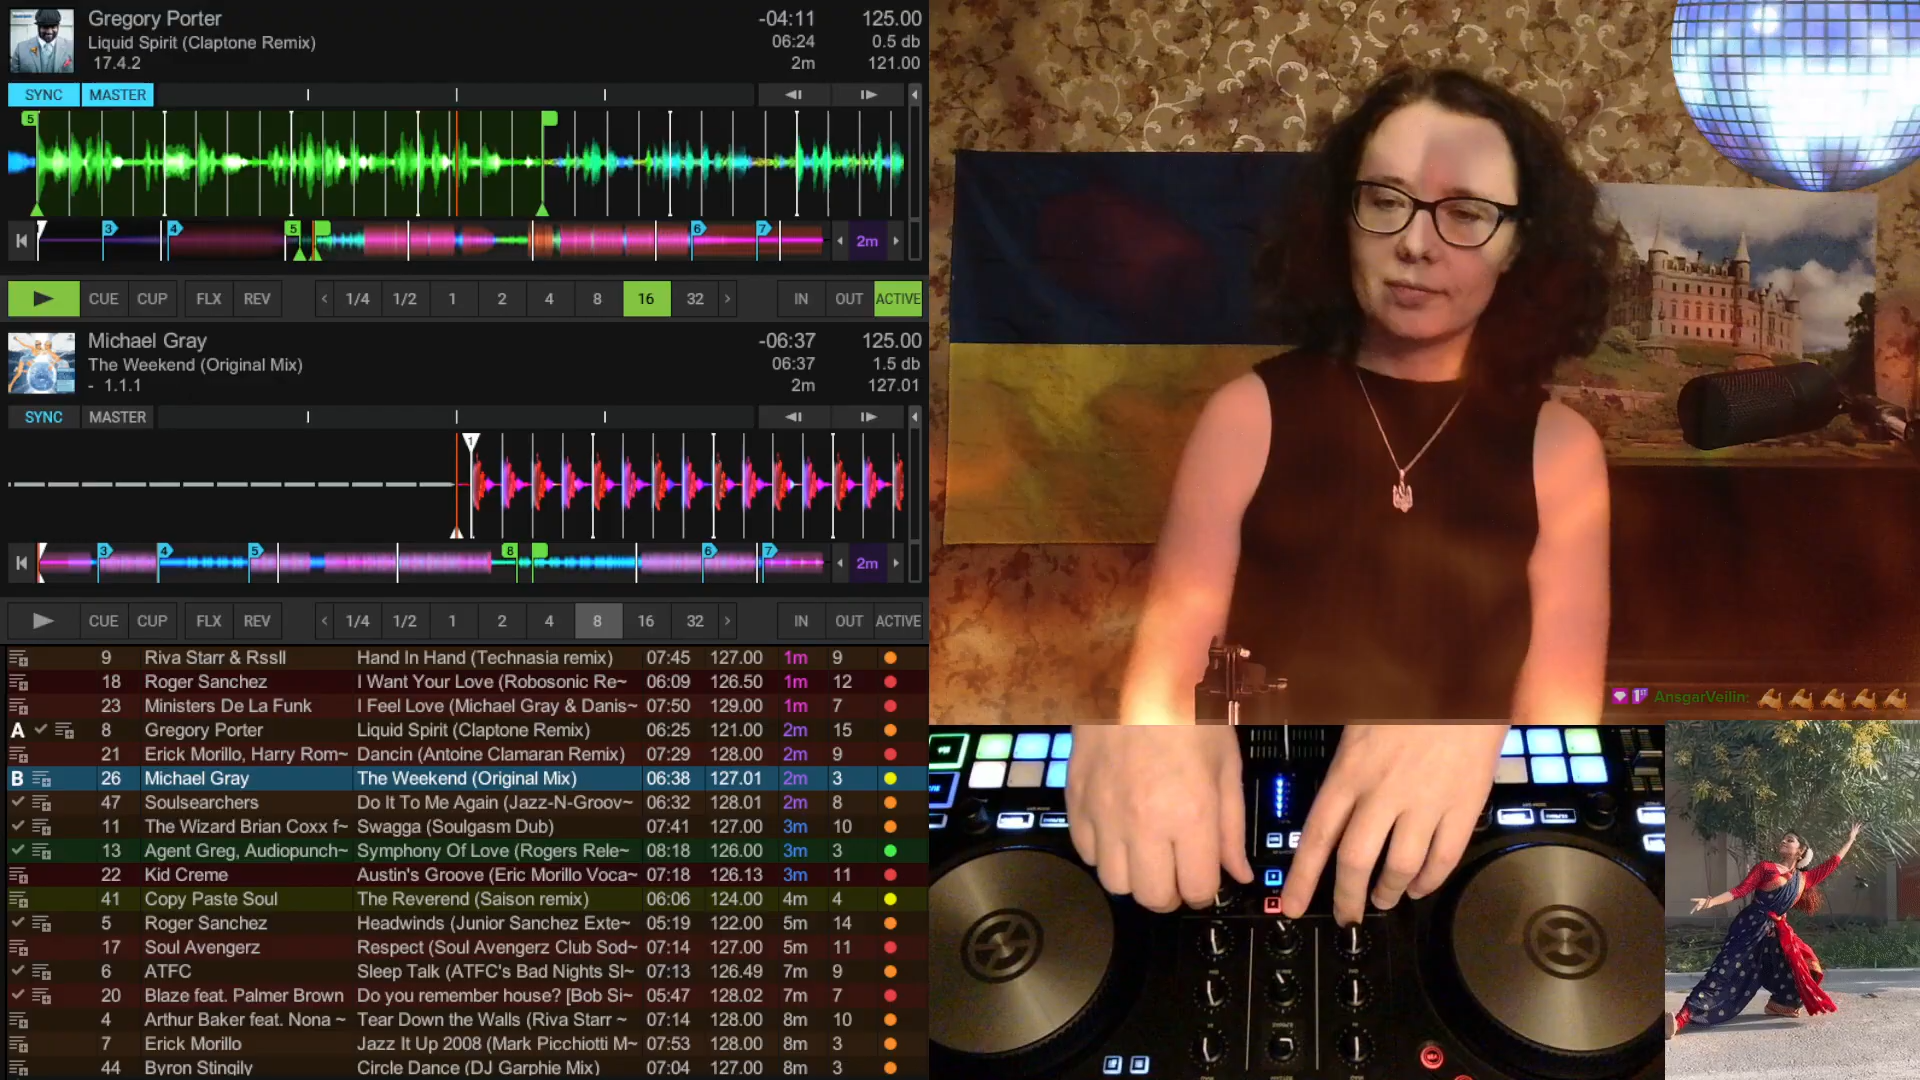 Gregory Porter -04:11 125.00
Liquid Spirit (Claptone Remix) 06:24 0.5 db
17.4.2 2m 121.00
SYNC MASTER
5
3 4 5 6 7 2m
CUE CUP FLX REV 1/4 1/2 1 2 4 8 16 32 IN OUT ACTIVE
Michael Gray -06:37 125.00
The Weekend (Original Mix) 06:37 1.5 db
- 1.1.1 2m 127.01
SYNC MASTER
1
3 4 5 8 6 7 2m
CUE CUP FLX REV 1/4 1/2 1 2 4 8 16 32 IN OUT ACTIVE
9 Riva Starr & Rssll Hand In Hand (Technasia remix) 07:45 127.00 1m 9
18 Roger Sanchez I Want Your Love (Robosonic Re~ 06:09 126.50 1m 12
23 Ministers De La Funk I Feel Love (Michael Gray & Danis~ 07:50 129.00 1m 7
A 8 Gregory Porter Liquid Spirit (Claptone Remix) 06:25 121.00 2m 15
21 Erick Morillo, Harry Rom~ Dancin (Antoine Clamaran Remix) 07:29 128.00 2m 9
B 26 Michael Gray The Weekend (Original Mix) 06:38 127.01 2m 3
47 Soulsearchers Do It To Me Again (Jazz-N-Groov~ 06:32 128.01 2m 8
11 The Wizard Brian Coxx f~ Swagga (Soulgasm Dub) 07:41 127.00 3m 10
13 Agent Greg, Audiopunch~ Symphony Of Love (Rogers Rele~ 08:18 126.00 3m 3
22 Kid Creme Austin's Groove (Eric Morillo Voca~ 07:18 126.13 3m 11
41 Copy Paste Soul The Reverend (Saison remix) 06:06 124.00 4m 4
5 Roger Sanchez Headwinds (Junior Sanchez Exte~ 05:19 122.00 5m 14
17 Soul Avengerz Respect (Soul Avengerz Club Sod~ 07:14 127.00 5m 11
6 ATFC Sleep Talk (ATFC's Bad Nights Sl~ 07:13 126.49 7m 9
20 Blaze feat. Palmer Brown Do you remember house? [Bob Si~ 05:47 128.02 7m 7
4 Arthur Baker feat. Nona ~ Tear Down the Walls (Riva Starr ~ 07:14 128.00 8m 10
7 Erick Morillo Jazz It Up 2008 (Mark Picchiotti M~ 07:53 128.00 8m 3
44 Byron Stingily Circle Dance (DJ Garphie Mix) 07:04 127.00 8m 3
1ST AnsgarVeilin: